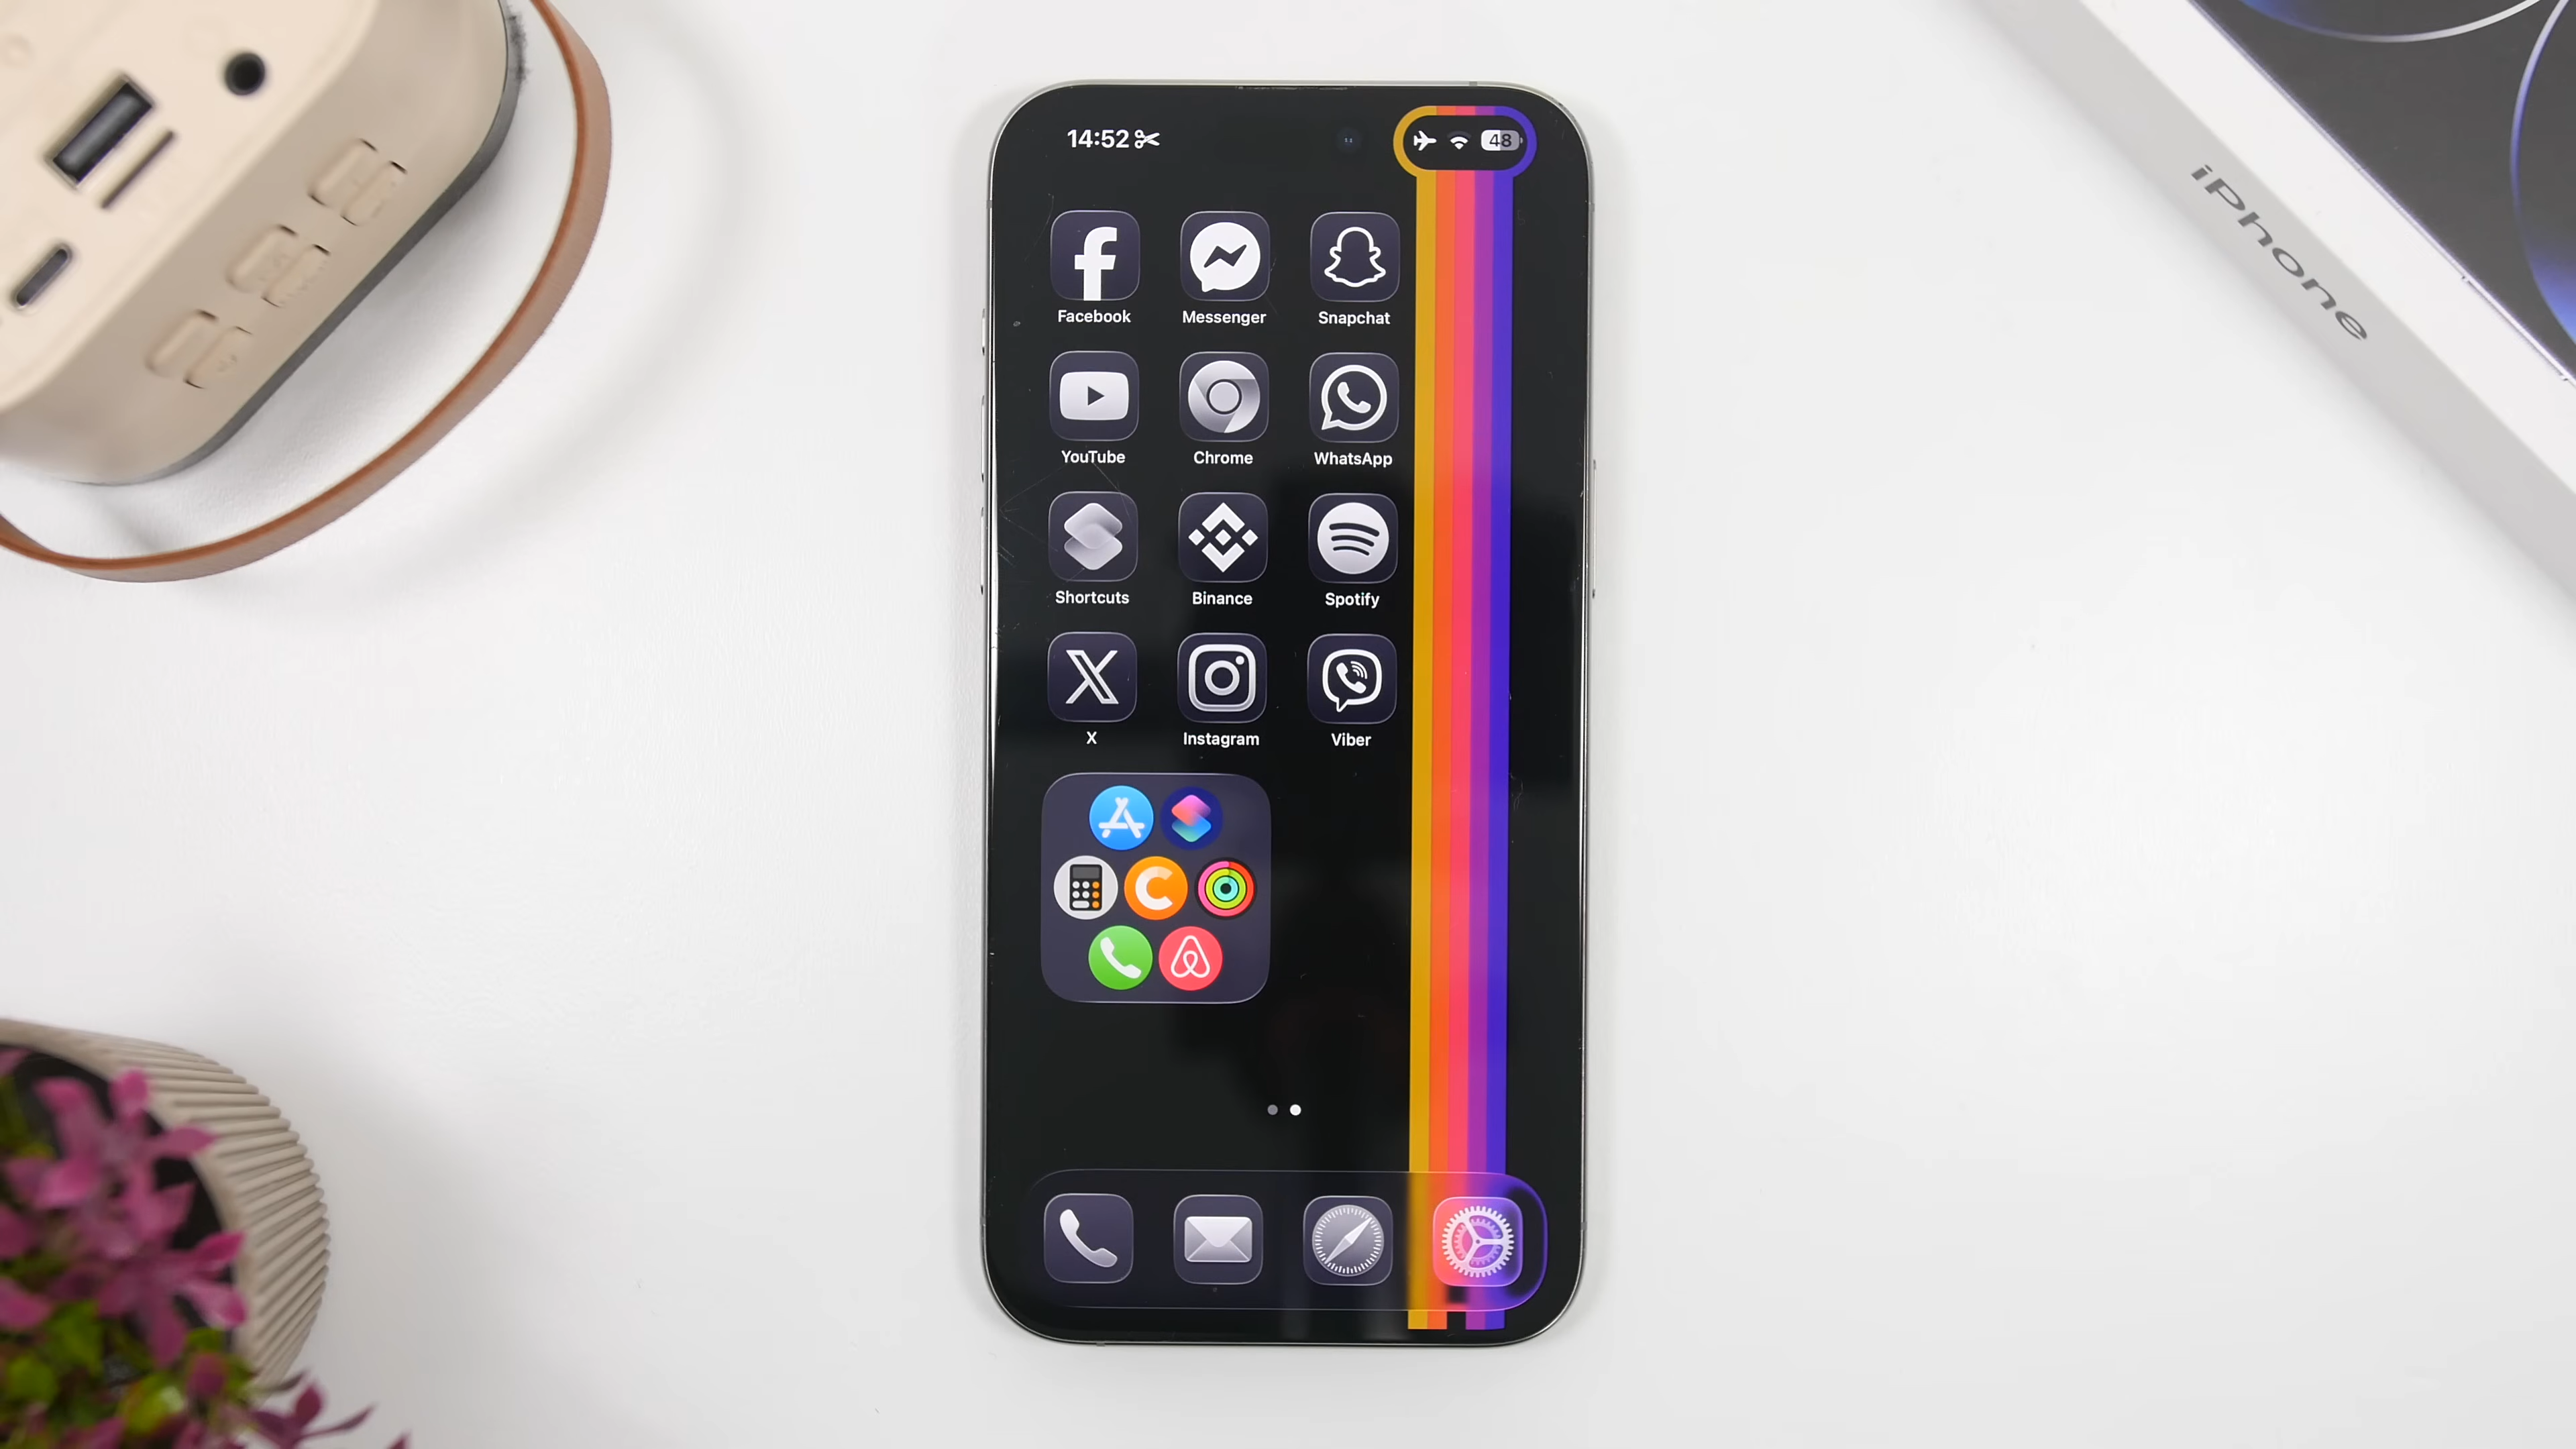 14:52
48
Facebook Messenger Snapchat
YouTube Chrome WhatsApp
Shortcuts Binance Spotify
X Instagram Viber
iPhone